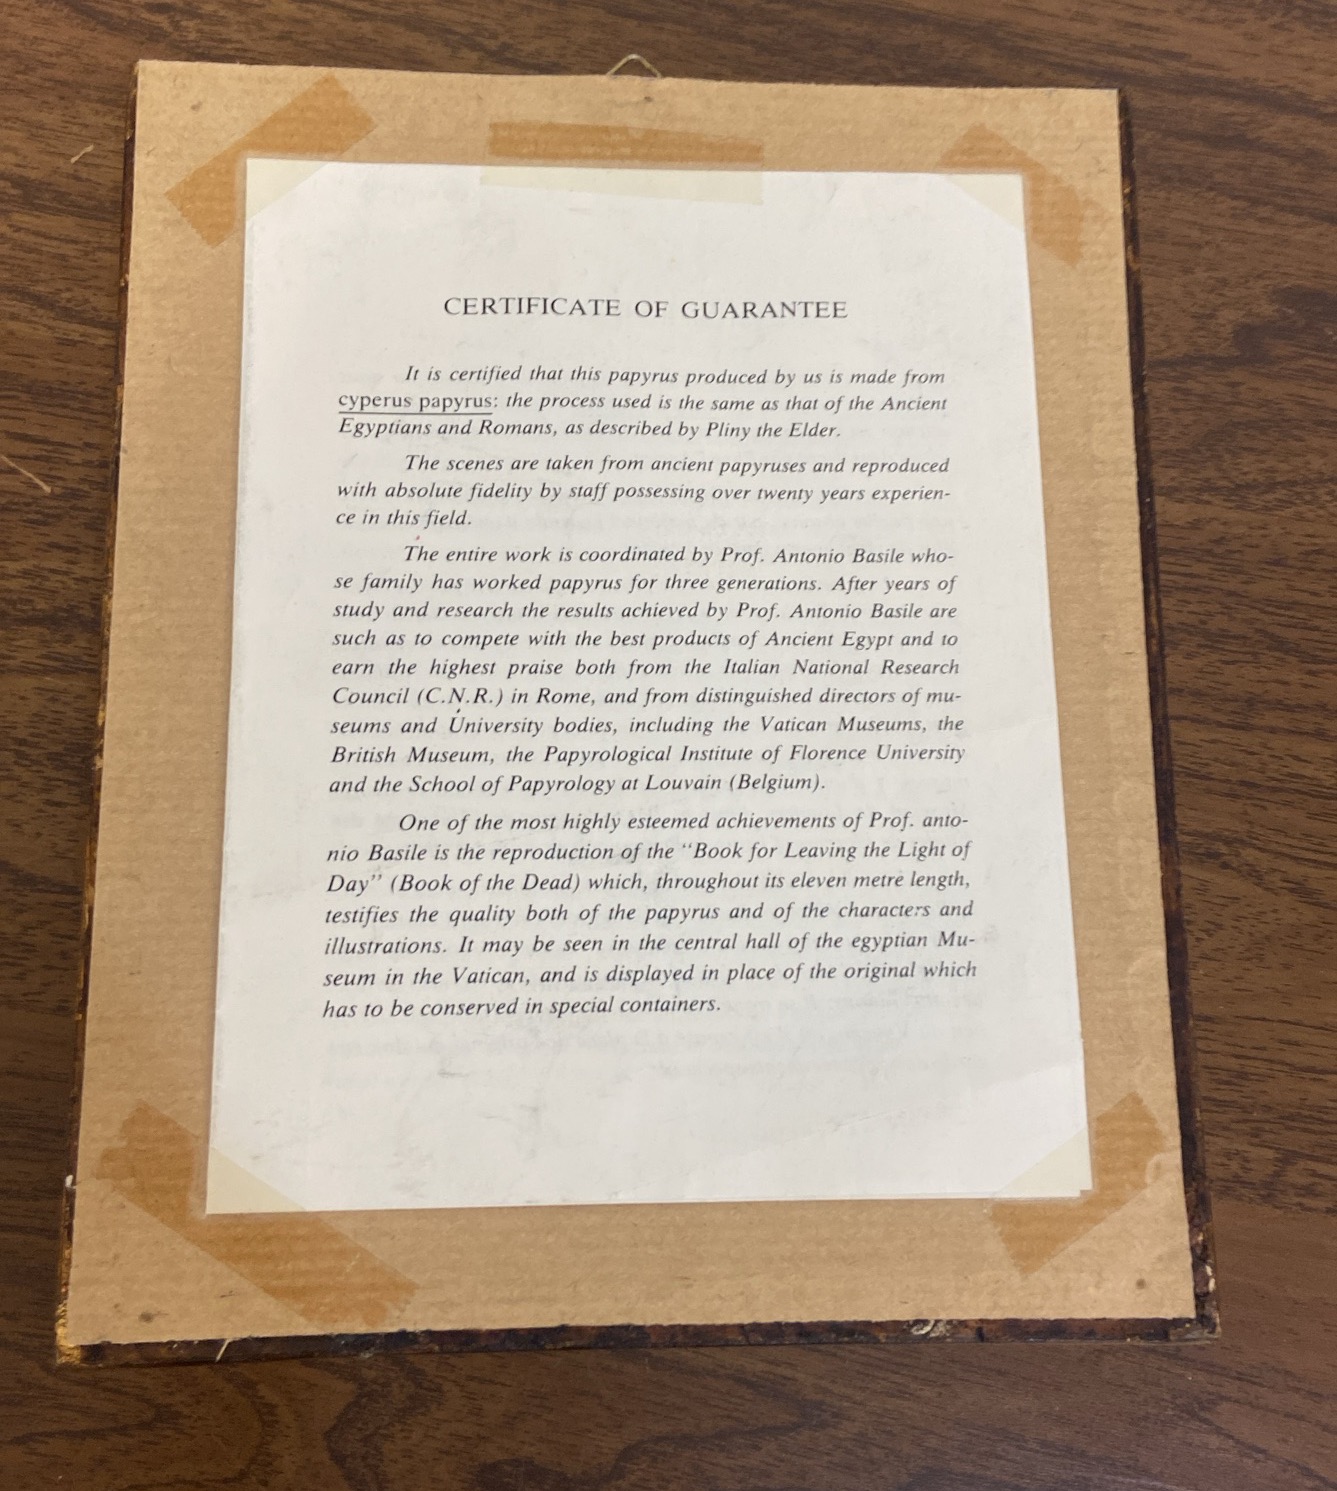 CERTIFICATE OF GUARANTEE
It is certified that this papyrus produced by us is made from
cyperus papyrus: the process used is the same as that of the Ancient
Egyptians and Romans, as described by Pliny the Elder.
The scenes are taken from ancient papyruses and reproduced
with absolute fidelity by staff possessing over twenty years experien-
ce in this field.
The entire work is coordinated by Prof. Antonio Basile who-
se family has worked papyrus for three generations. After years of
study and research the results achieved by Prof. Antonio Basile are
such as to compete with the best products of Ancient Egypt and to
earn the highest praise both from the Italian National Research
Council (C.N.R.) in Rome, and from distinguished directors of mu-
seums and University bodies, including the Vatican Museums, the
British Museum, the Papyrological Institute of Florence University
and the School of Papyrology at Louvain (Belgium).
One of the most highly esteemed achievements of Prof. anto-
nio Basile is the reproduction of the "Book for Leaving the Light of
Day" (Book of the Dead) which, throughout its eleven metre length,
testifies the quality both of the papyrus and of the characters and
illustrations. It may be seen in the central hall of the egyptian Mu-
seum in the Vatican, and is displayed in place of the original which
has to be conserved in special containers.